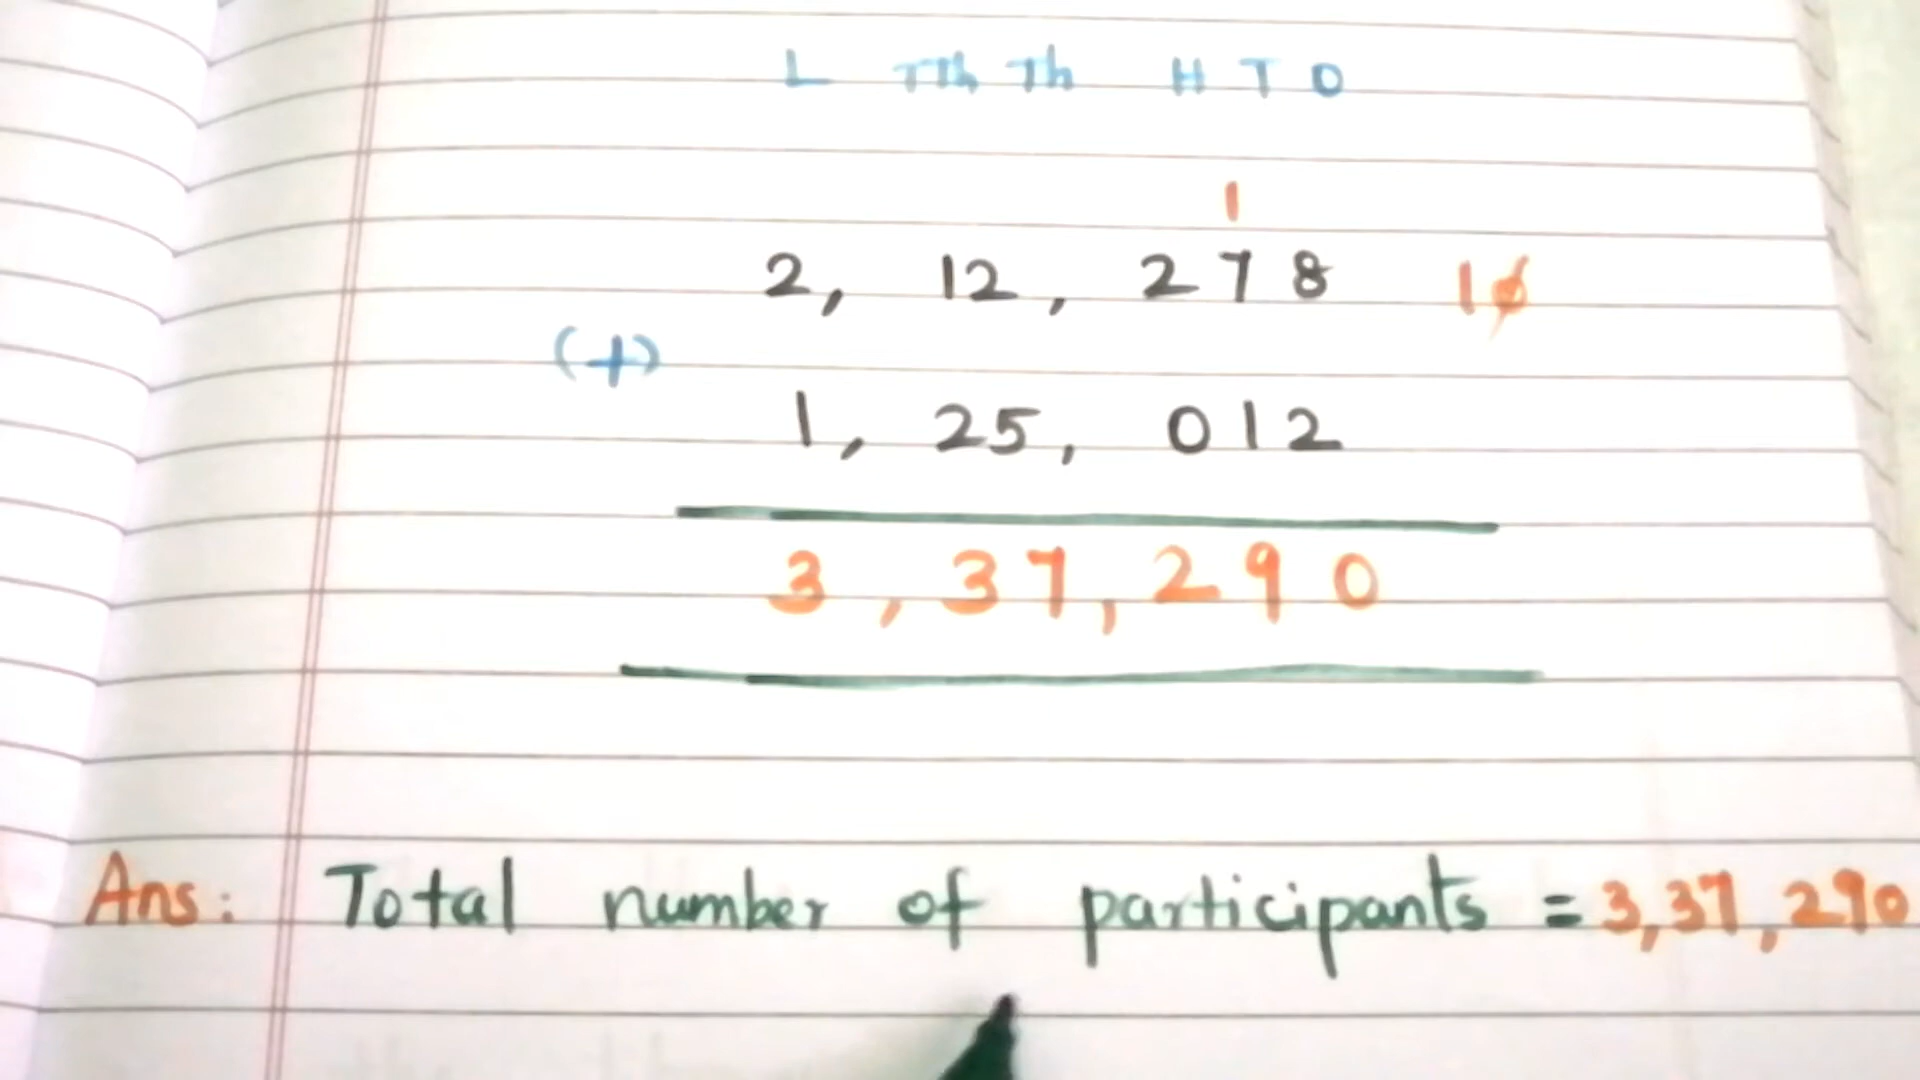 L TTh Th H T O
1
2, 12, 278 10
(+)
1, 25, 012
3, 37, 290
Ans: Total number of participants = 3,37,290